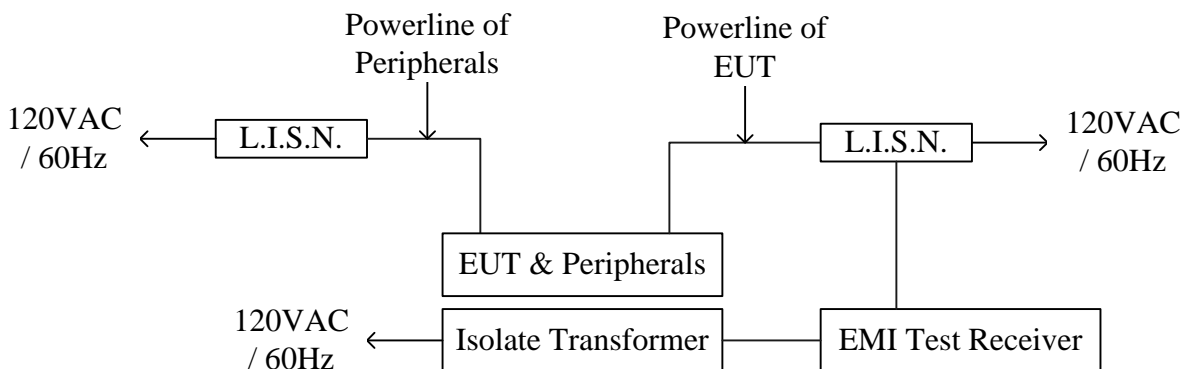 Powerline of
Peripherals
Powerline of
EUT
120VAC
/ 60Hz
L.I.S.N.
L.I.S.N.
120VAC
/ 60Hz
EUT & Peripherals
120VAC
/ 60Hz
Isolate Transformer
EMI Test Receiver